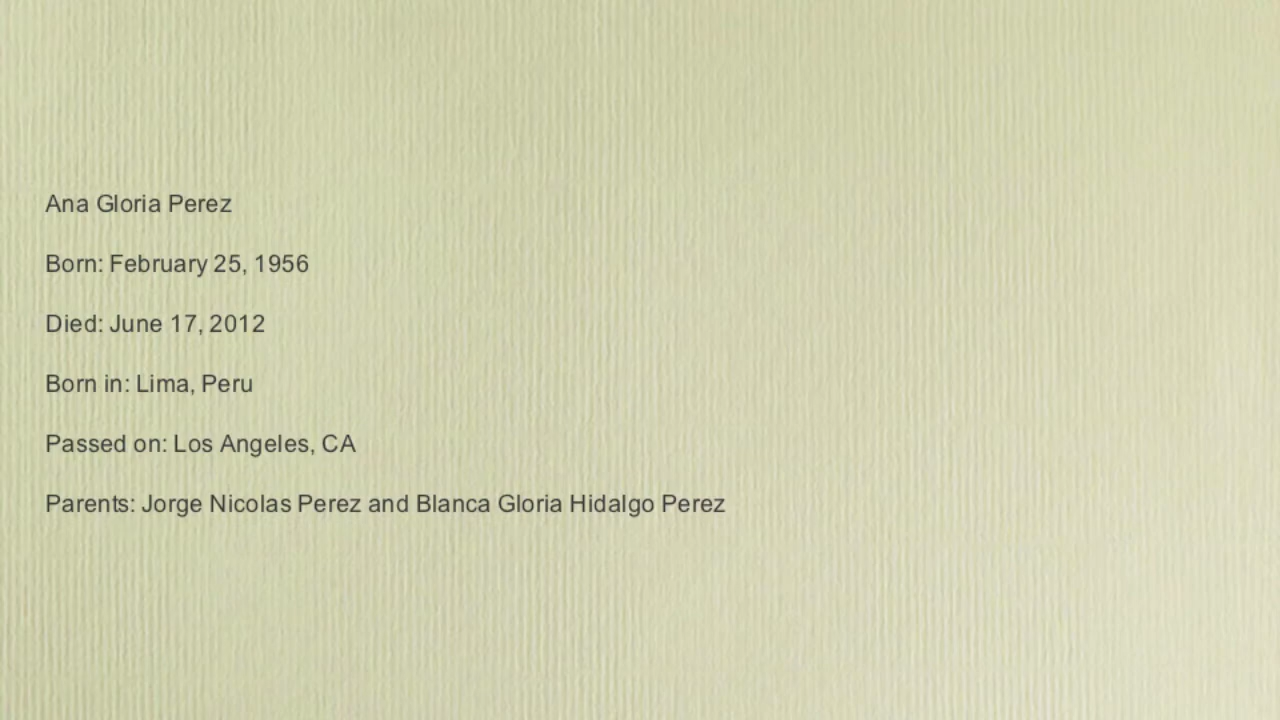 Ana Gloria Perez
Born: February 25, 1956
Died: June 17, 2012
Born in: Lima, Peru
Passed on: Los Angeles, CA
Parents: Jorge Nicolas Perez and Blanca Gloria Hidalgo Perez